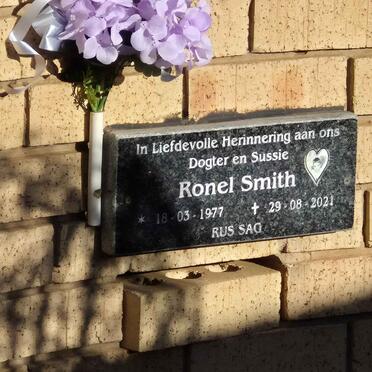 In Liefdevolle Herinnering aan ons
Dogter en Sussie
Ronel Smith
* 18-03-1977 ✝ 29-08-2021
RUS SAG